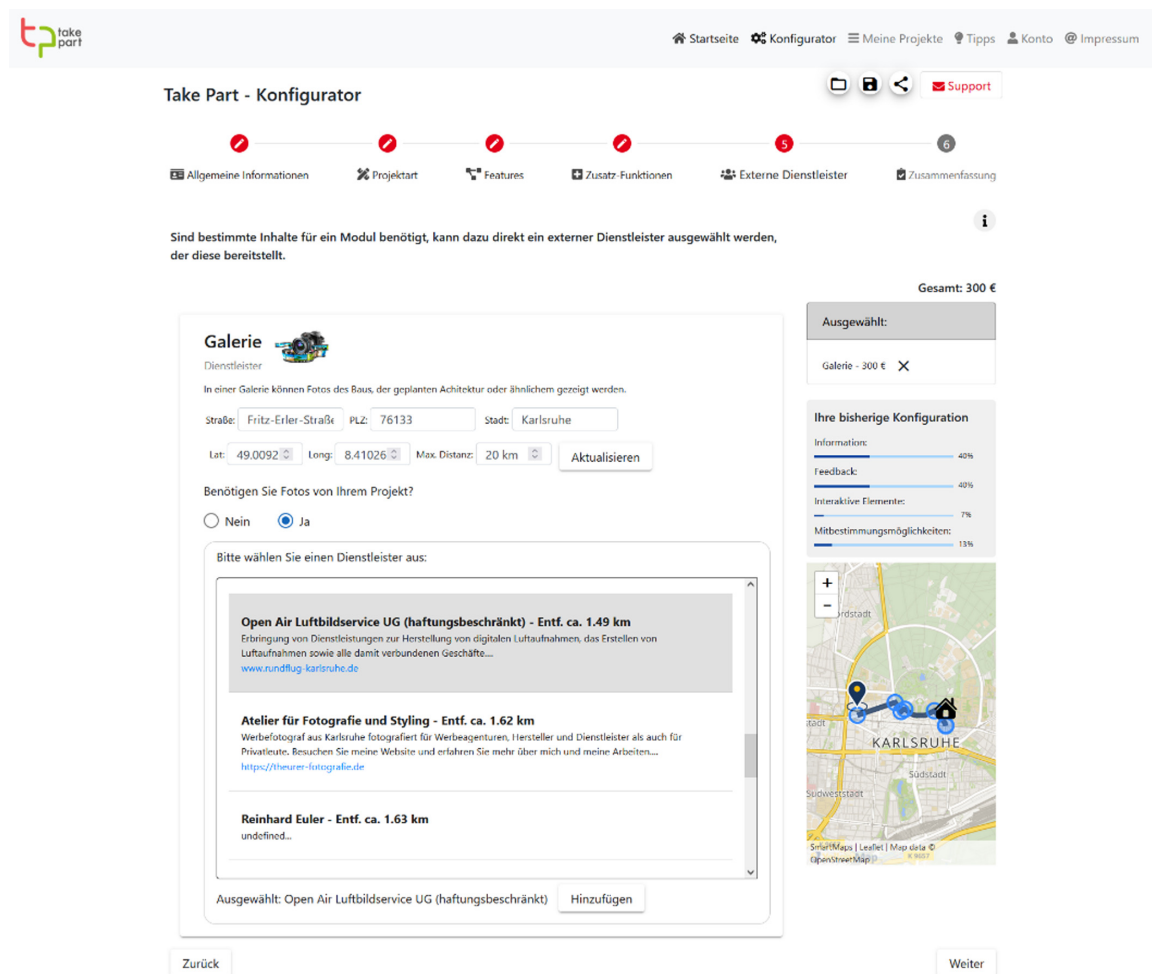 take
part
Startseite Konfigurator Meine Projekte Tipps Konto @ Impressum
Take Part - Konfigurator
Support
5
6
Allgemeine Informationen Projektart Features Zusatz-Funktionen Externe Dienstleister Zusammenfassung
i
Sind bestimmte Inhalte für ein Modul benötigt, kann dazu direkt ein externer Dienstleister ausgewählt werden,
der diese bereitstellt.
Gesamt: 300 €
Ausgewählt:
Galerie - 300 €
Galerie
Dienstleister
In einer Galerie können Fotos des Baus, der geplanten Achitektur oder ähnlichem gezeigt werden.
Straße: Fritz-Erler-Straße PLZ: 76133 Stadt: Karlsruhe
Lat: 49.0092 Long: 8.41026 Max. Distanz: 20 km Aktualisieren
Benötigen Sie Fotos von Ihrem Projekt?
Nein Ja
Bitte wählen Sie einen Dienstleister aus:
Open Air Luftbildservice UG (haftungsbeschränkt) - Entf. ca. 1.49 km
Erbringung von Dienstleistungen zur Herstellung von digitalen Luftaufnahmen, das Erstellen von
Luftaufnahmen sowie alle damit verbundenen Geschäfte....
www.rundflug-karlsruhe.de
Atelier für Fotografie und Styling - Entf. ca. 1.62 km
Werbefotograf aus Karlsruhe fotografiert für Werbeagenturen, Hersteller und Dienstleister als auch für
Privatleute. Besuchen Sie meine Website und erfahren Sie mehr über mich und meine Arbeiten....
https://theurer-fotografie.de
Reinhard Euler - Entf. ca. 1.63 km
undefined...
Ausgewählt: Open Air Luftbildservice UG (haftungsbeschränkt) Hinzufügen
Ihre bisherige Konfiguration
Information:
40%
Feedback:
40%
Interaktive Elemente:
7%
Mitbestimmungsmöglichkeiten:
13%
+
−
rdstadt
stadt
KARLSRUHE
Südstadt
Südweststadt
SmartMaps | Leaflet | Map data ©
OpenStreetMap
K 9657
Zurück
Weiter